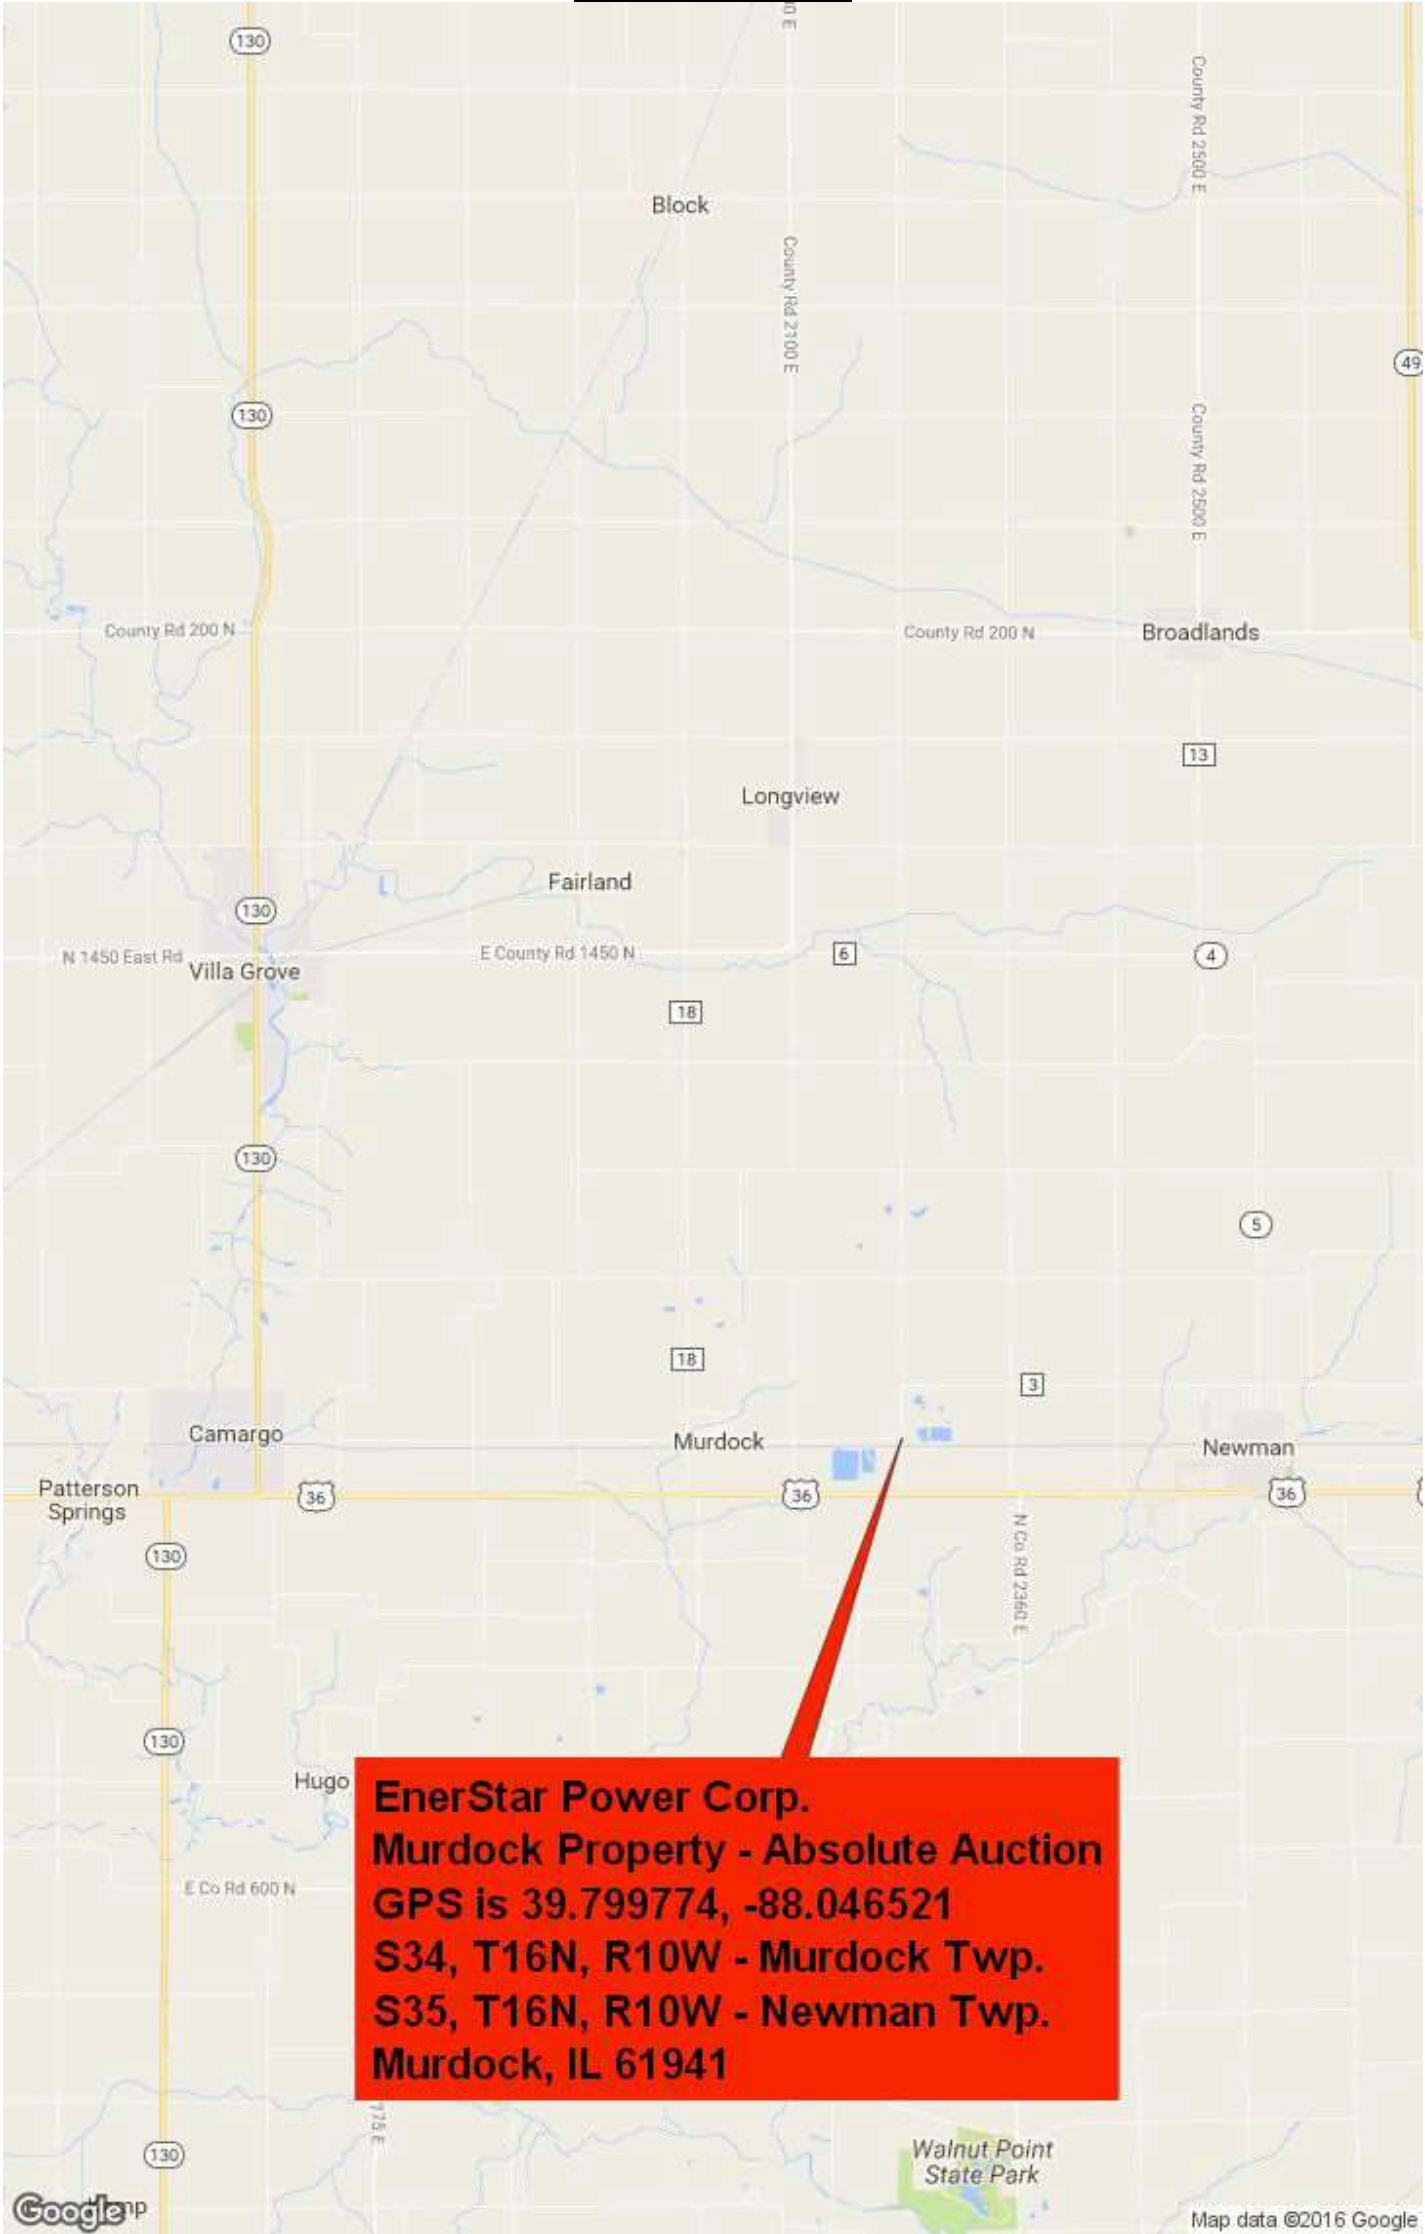 130
County Rd 2500 E
Block
County Rd 2100 E
49
130
County Rd 2500 E
County Rd 200 N
County Rd 200 N
Broadlands
13
Longview
Fairland
130
N 1450 East Rd
Villa Grove
E County Rd 1450 N
6
4
18
130
5
18
3
Camargo
Murdock
Newman
Patterson
Springs
36
36
36
130
N Co Rd 2360 E
130
Hugo
EnerStar Power Corp.
Murdock Property - Absolute Auction
GPS is 39.799774, -88.046521
S34, T16N, R10W - Murdock Twp.
S35, T16N, R10W - Newman Twp.
Murdock, IL 61941
E Co Rd 600 N
130
Walnut Point
State Park
Google
Map data ©2016 Google